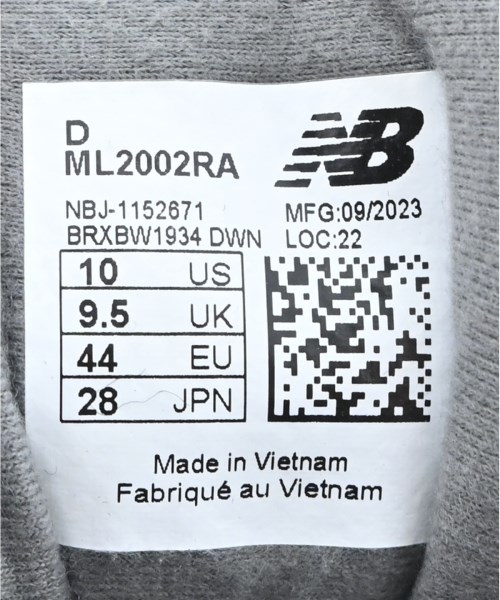 D
ML2002RA
NB
NBJ-1152671
MFG:09/2023
BRXBW1934 DWN
LOC:22
10 US
9.5 UK
44 EU
28 JPN
Made in Vietnam
Fabriqué au Vietnam